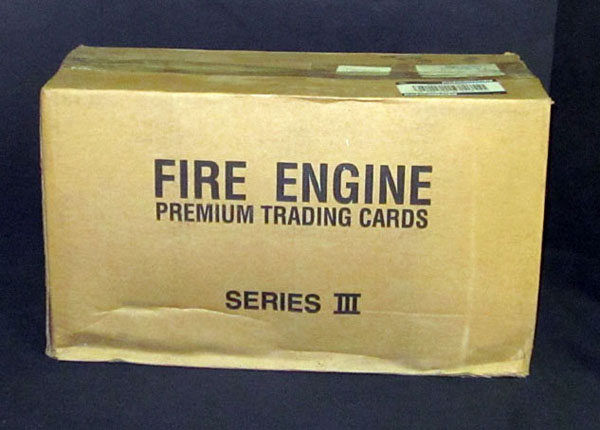 FIRE ENGINE
PREMIUM TRADING CARDS
SERIES III